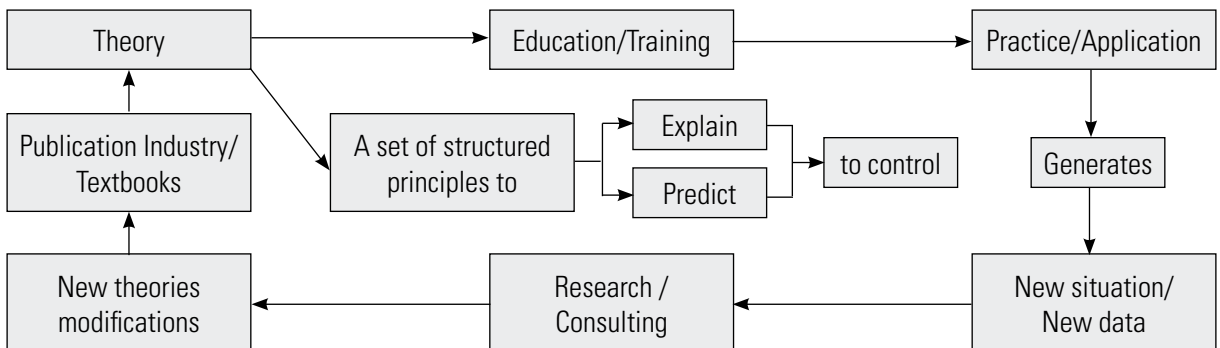 Theory
Education/Training
Practice/Application
Publication Industry/
Textbooks
A set of structured
principles to
Explain
Predict
to control
Generates
New theories
modifications
Research /
Consulting
New situation/
New data